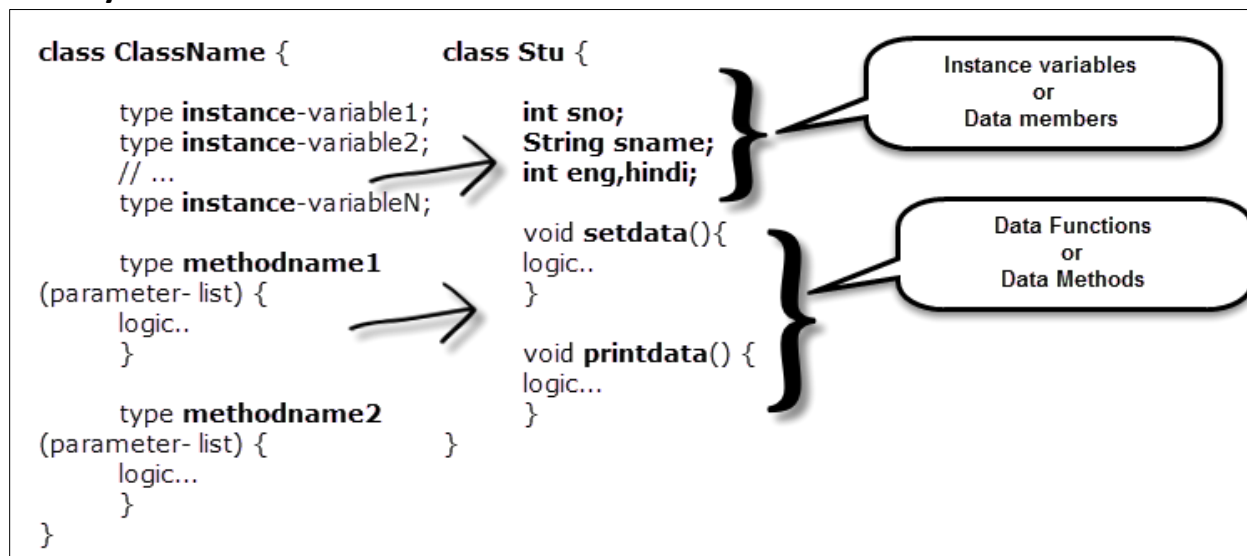 class ClassName {
type instance-variable1;
type instance-variable2;
// ...
type instance-variableN;
type methodname1
(parameter- list) {
logic..
}
type methodname2
(parameter- list) {
logic...
}
}
class Stu {
int sno;
String sname;
int eng,hindi;
void setdata(){
logic..
}
void printdata() {
logic...
}
}
Instance variables
or
Data members
Data Functions
or
Data Methods